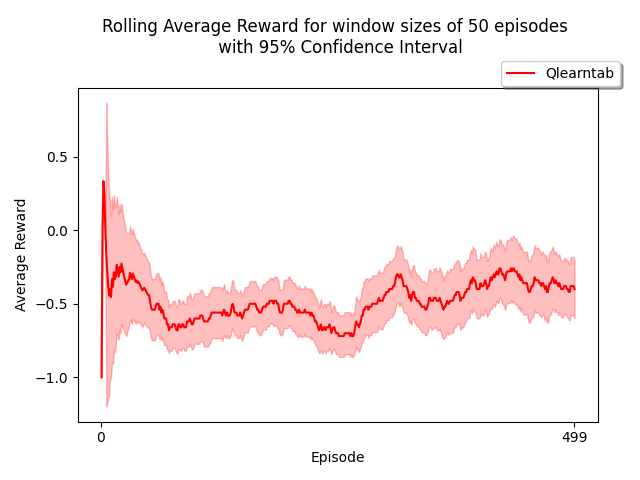 Rolling Average Reward for window sizes of 50 episodes
with 95% Confidence Interval
Qlearntab
0.5
0.0
−0.5
−1.0
Average Reward
0
499
Episode